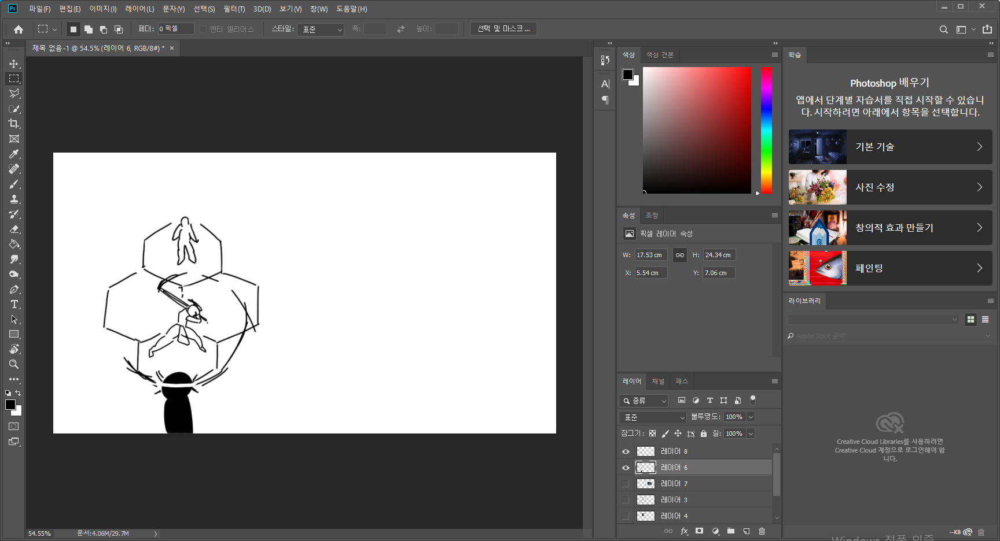 Ps 파일(F) 편집(E) 이미지(I) 레이어(L) 문자(Y) 선택(S) 필터(T) 3D(D) 보기(V) 창(W) 도움말(H)
페더: 0 픽셀 앤티 앨리어스 스타일: 표준 폭: 높이: 선택 및 마스크 ...
제목 없음-1 @ 54.5% (레이어 6, RGB/8#) *
색상 색상 견본
학습
Photoshop 배우기
앱에서 단계별 자습서를 직접 시작할 수 있습니
다. 시작하려면 아래에서 항목을 선택합니다.
기본 기술
사진 수정
창의적 효과 만들기
페인팅
속성 조정
픽셀 레이어 속성
W: 17.53 cm H: 24.34 cm
X: 5.54 cm Y: 7.06 cm
라이브러리
Adobe Stock 검색
레이어 채널 패스
종류
표준 불투명도: 100%
잠그기: 칠: 100%
레이어 8
레이어 6
레이어 7
레이어 3
레이어 4
Creative Cloud Libraries를 사용하려면
Creative Cloud 계정으로 로그인해야 합
니다.
54.55% 문서:4.06M/29.7M
--KB
Windows 정품 인증